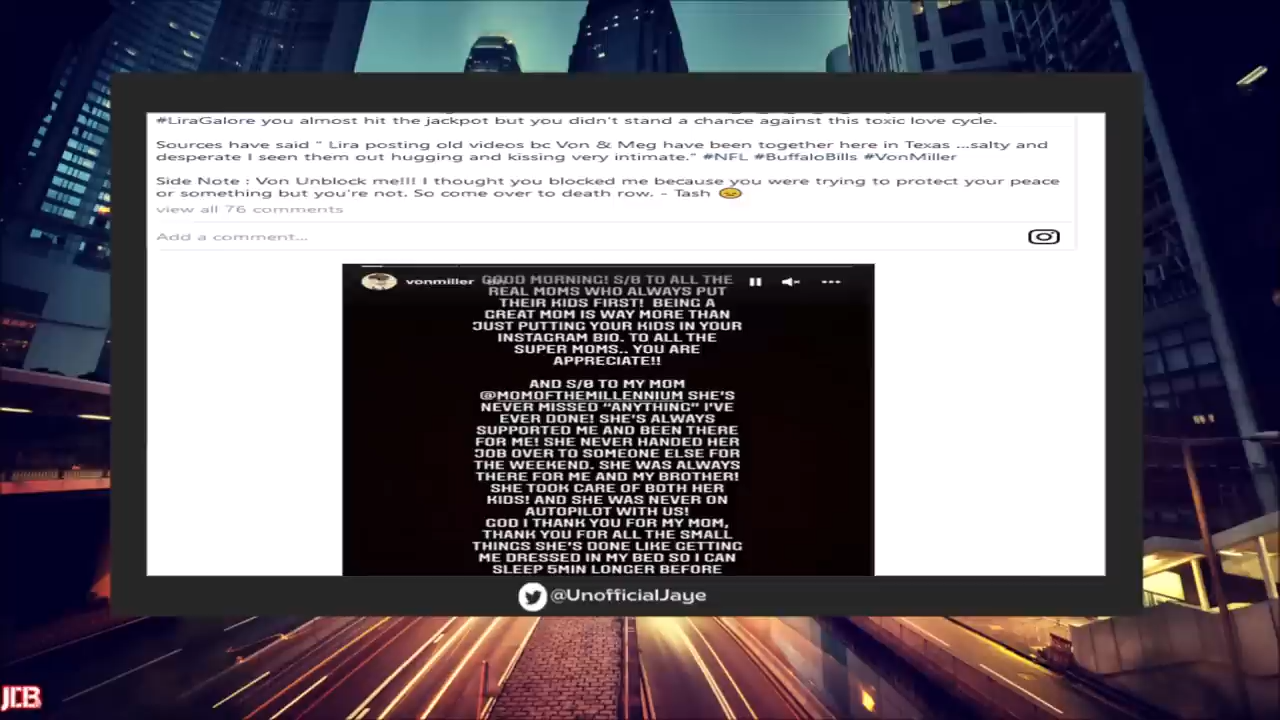 #LiraGalore you almost hit the jackpot but you didn't stand a chance against this toxic love cycle.
Sources have said " Lira posting old videos bc Von & Meg have been together here in Texas ...salty and
desperate I seen them out hugging and kissing very intimate." #NFL #BuffaloBills #VonMiller
Side Note : Von Unblock me!!! I thought you blocked me because you were trying to protect your peace
or something but you're not. So come over to death row. - Tash 😊
view all 76 comments
Add a comment...
vonmiller
GOOD MORNING! S/0 TO ALL THE
REAL MOMS WHO ALWAYS PUT
THEIR KIDS FIRST! BEING A
GREAT MOM IS WAY MORE THAN
JUST PUTTING YOUR KIDS IN YOUR
INSTAGRAM BIO. TO ALL THE
SUPER MOMS.. YOU ARE
APPRECIATE!!
AND S/0 TO MY MOM
@MOMOFTHEMILLENNIUM SHE'S
NEVER MISSED "ANYTHING" I'VE
EVER DONE! SHE'S ALWAYS
SUPPORTED ME AND BEEN THERE
FOR ME! SHE NEVER HANDED HER
JOB OVER TO SOMEONE ELSE FOR
THE WEEKEND. SHE WAS ALWAYS
THERE FOR ME AND MY BROTHER!
SHE TOOK CARE OF BOTH HER
KIDS! AND SHE WAS NEVER ON
AUTOPILOT WITH US!
GOD I THANK YOU FOR MY MOM,
THANK YOU FOR ALL THE SMALL
THINGS SHE'S DONE LIKE GETTING
ME DRESSED IN MY BED SO I CAN
SLEEP 5MIN LONGER BEFORE
@UnofficialJaye
JCB